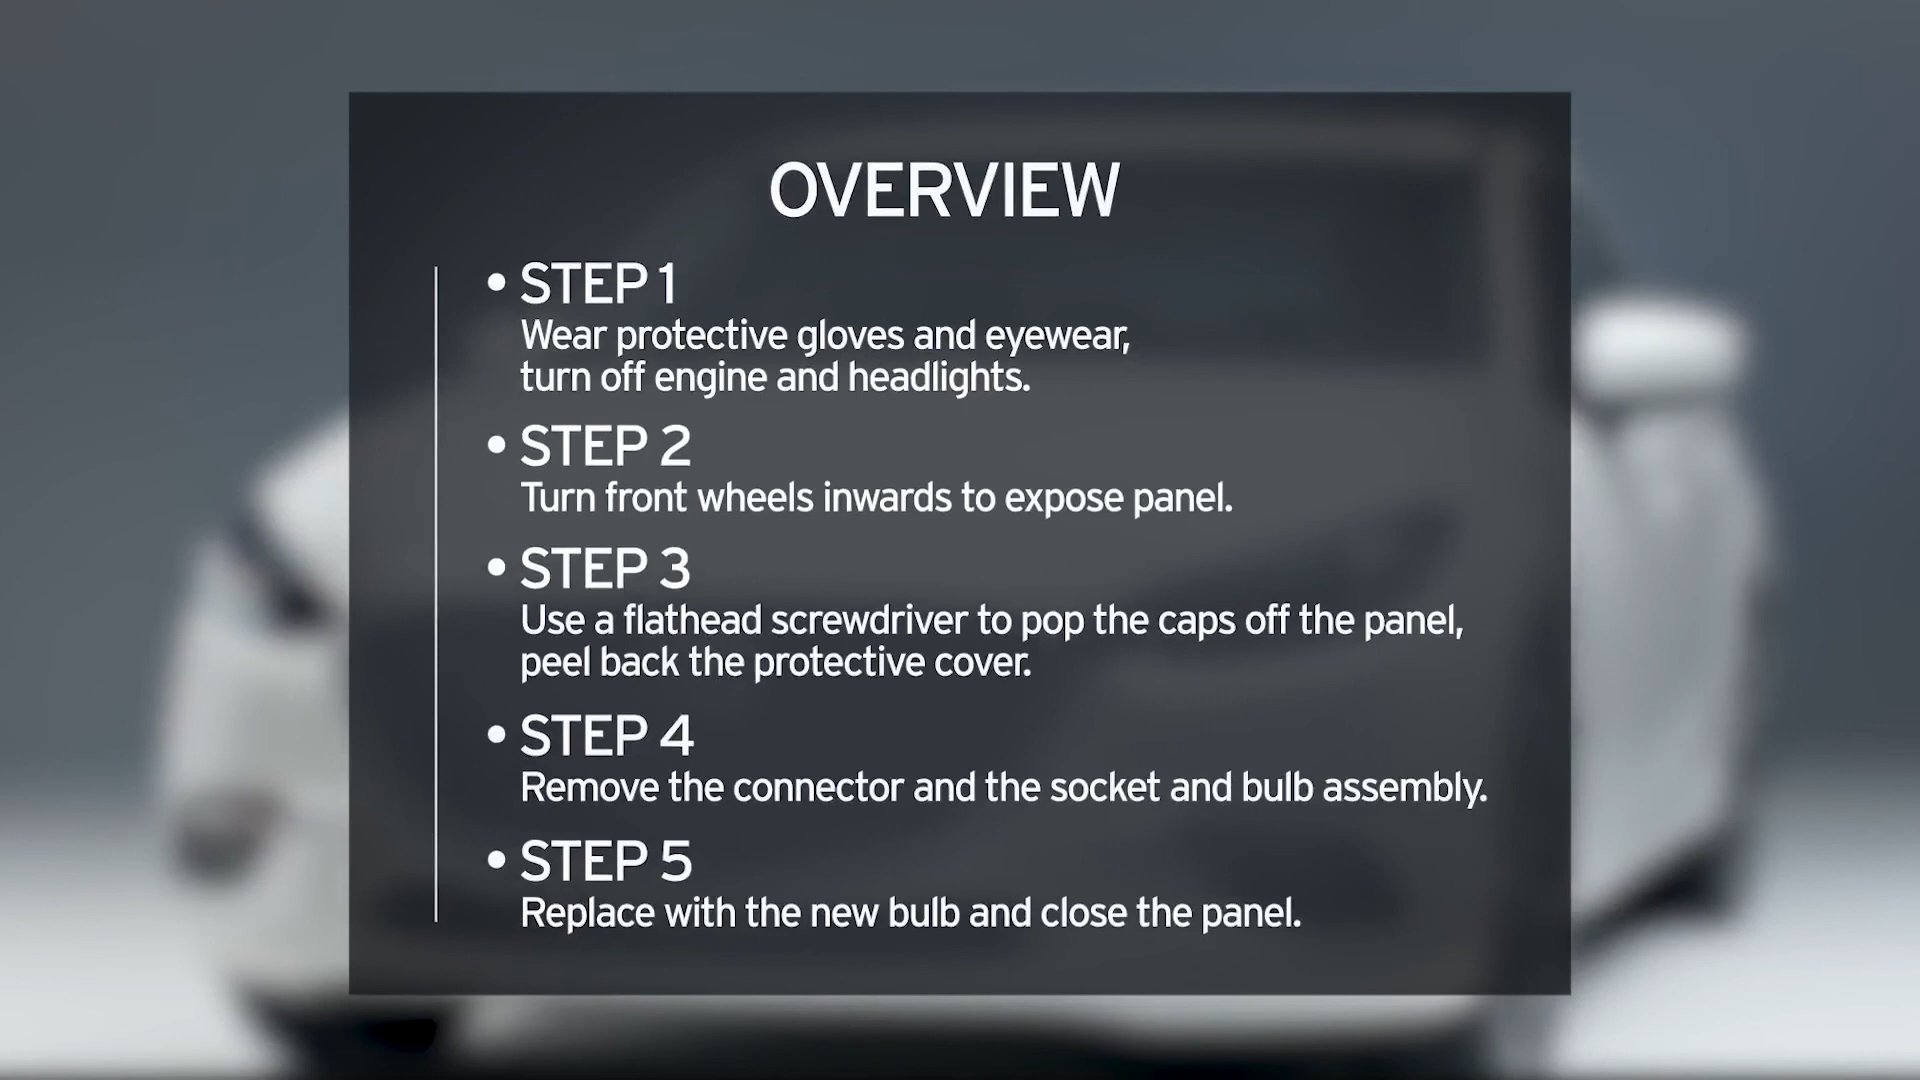 OVERVIEW
• STEP 1
Wear protective gloves and eyewear,
turn off engine and headlights.
• STEP 2
Turn front wheels inwards to expose panel.
• STEP 3
Use a flathead screwdriver to pop the caps off the panel,
peel back the protective cover.
• STEP 4
Remove the connector and the socket and bulb assembly.
• STEP 5
Replace with the new bulb and close the panel.